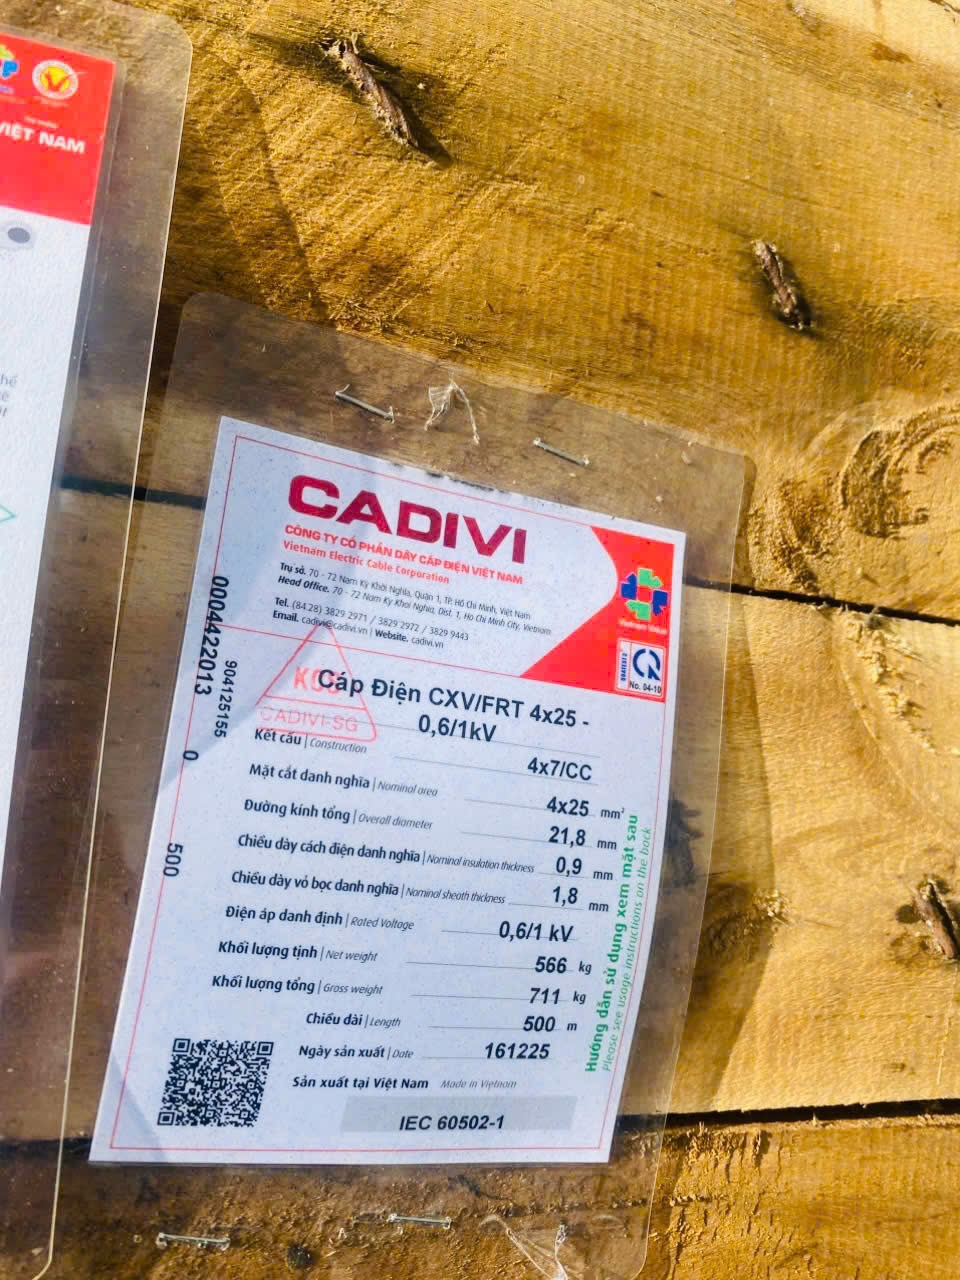 VIỆT NAM
CADIVI
CÔNG TY CỔ PHẦN DÂY CÁP ĐIỆN VIỆT NAM
Vietnam Electric Cable Corporation
Trụ sở. 70 - 72 Nam Kỳ Khởi Nghĩa, Quận 1, TP. Hồ Chí Minh, Việt Nam
Head Office. 70 - 72 Nam Ky Khoi Nghia, Dist. 1, Ho Chi Minh City, Vietnam
Tel. (84.28) 3829 2971 / 3829 2972 / 3829 9443
Email. cadivi@cadivi.vn | Website. cadivi.vn
Vietnam Value
QUATEST 3
No. 04-10
CADIVI-SG
Cáp Điện CXV/FRT 4x25 -
0,6/1kV
Kết cấu | Construction 4x7/CC
Mặt cắt danh nghĩa | Nominal area 4x25 mm²
Đường kính tổng | Overall diameter 21,8 mm
Chiều dày cách điện danh nghĩa | Nominal insulation thickness 0,9 mm
Chiều dày vỏ bọc danh nghĩa | Nominal sheath thickness 1,8 mm
Điện áp danh định | Rated Voltage 0,6/1 kV
Khối lượng tịnh | Net weight 566 kg
Khối lượng tổng | Gross weight 711 kg
Chiều dài | Length 500 m
Ngày sản xuất | Date 161225
Sản xuất tại Việt Nam Made in Vietnam
IEC 60502-1
0004422013
904125155
0
500
Hướng dẫn sử dụng xem mặt sau
Please see usage instructions on the back